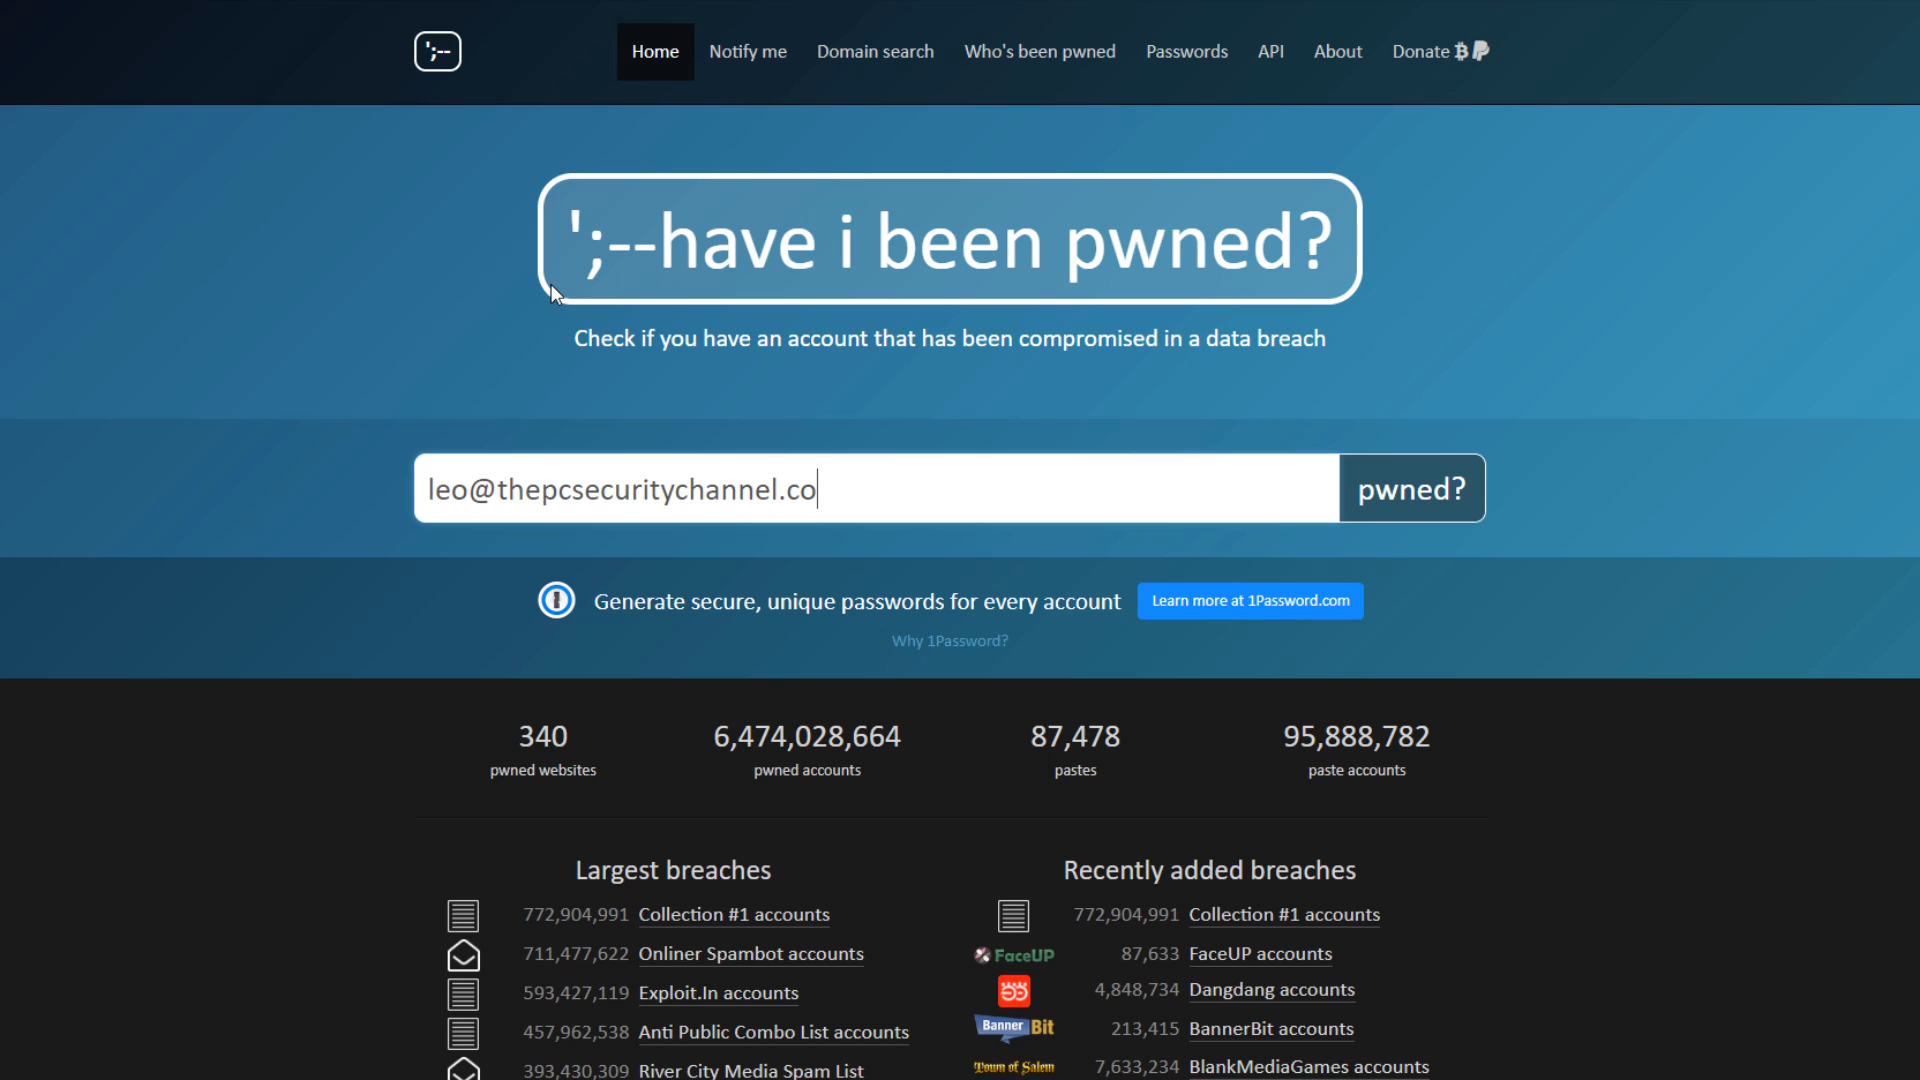 ';--
Home Notify me Domain search Who's been pwned Passwords API About Donate
';--have i been pwned?
Check if you have an account that has been compromised in a data breach
leo@thepcsecuritychannel.co pwned?
Generate secure, unique passwords for every account Learn more at 1Password.com
Why 1Password?
340 6,474,028,664 87,478 95,888,782
pwned websites pwned accounts pastes paste accounts
Largest breaches
772,904,991 Collection #1 accounts
711,477,622 Onliner Spambot accounts
593,427,119 Exploit.In accounts
457,962,538 Anti Public Combo List accounts
393,430,309 River City Media Spam List
Recently added breaches
772,904,991 Collection #1 accounts
FaceUP 87,633 FaceUP accounts
4,848,734 Dangdang accounts
Banner Bit 213,415 BannerBit accounts
Town of Salem 7,633,234 BlankMediaGames accounts